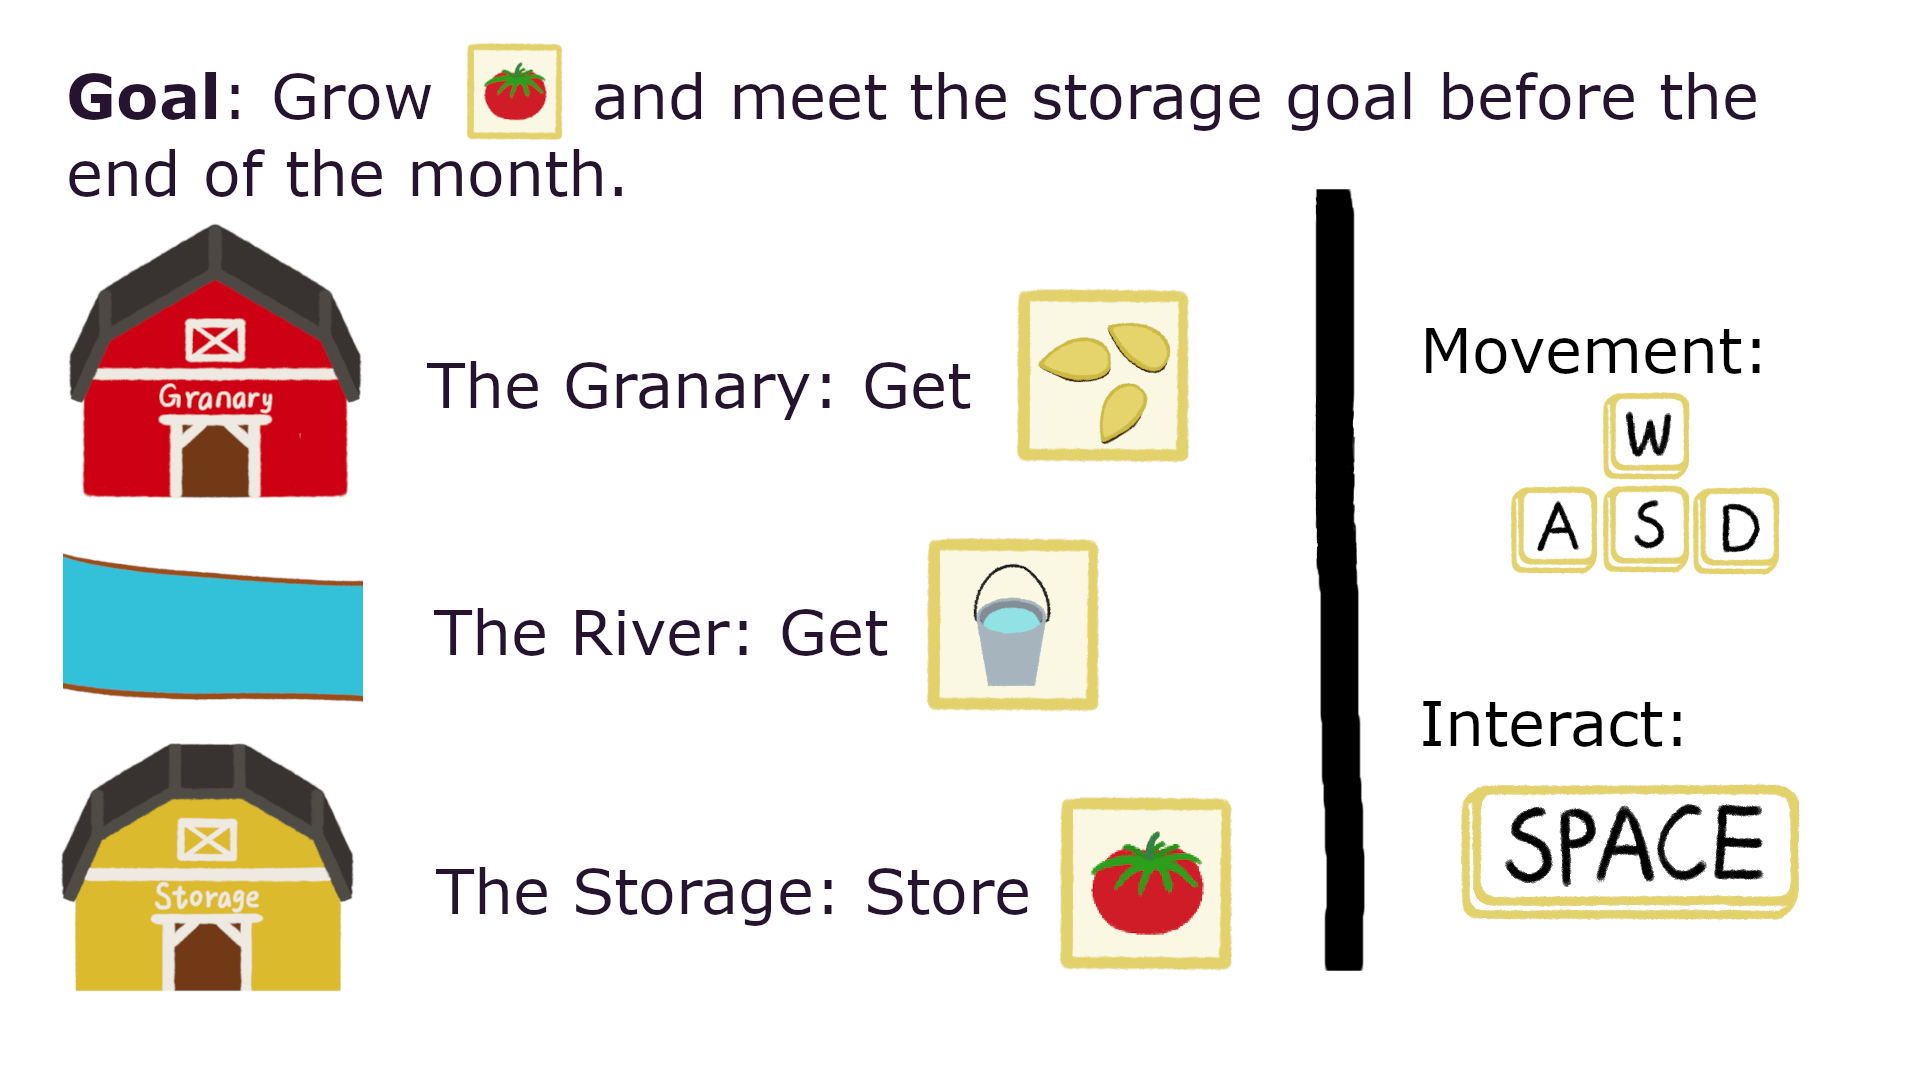 Goal: Grow and meet the storage goal before the
end of the month.
Granary
The Granary: Get
The River: Get
Storage
The Storage: Store
Movement:
W
A S D
Interact:
SPACE